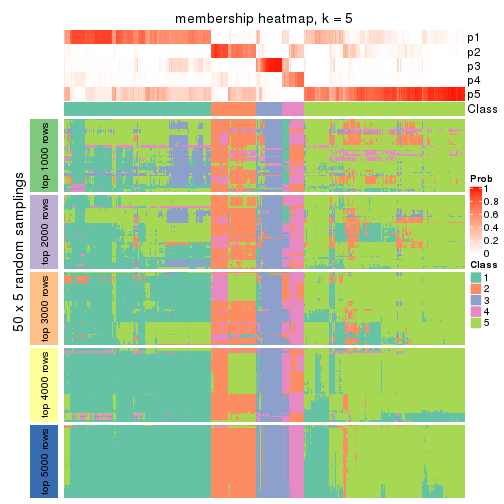 membership heatmap, k = 5
p1
p2
p3
p4
p5
Class
50 x 5 random samplings
top 1000 rows
top 2000 rows
top 3000 rows
top 4000 rows
top 5000 rows
Prob
1
0.8
0.6
0.4
0.2
0
Class
1
2
3
4
5